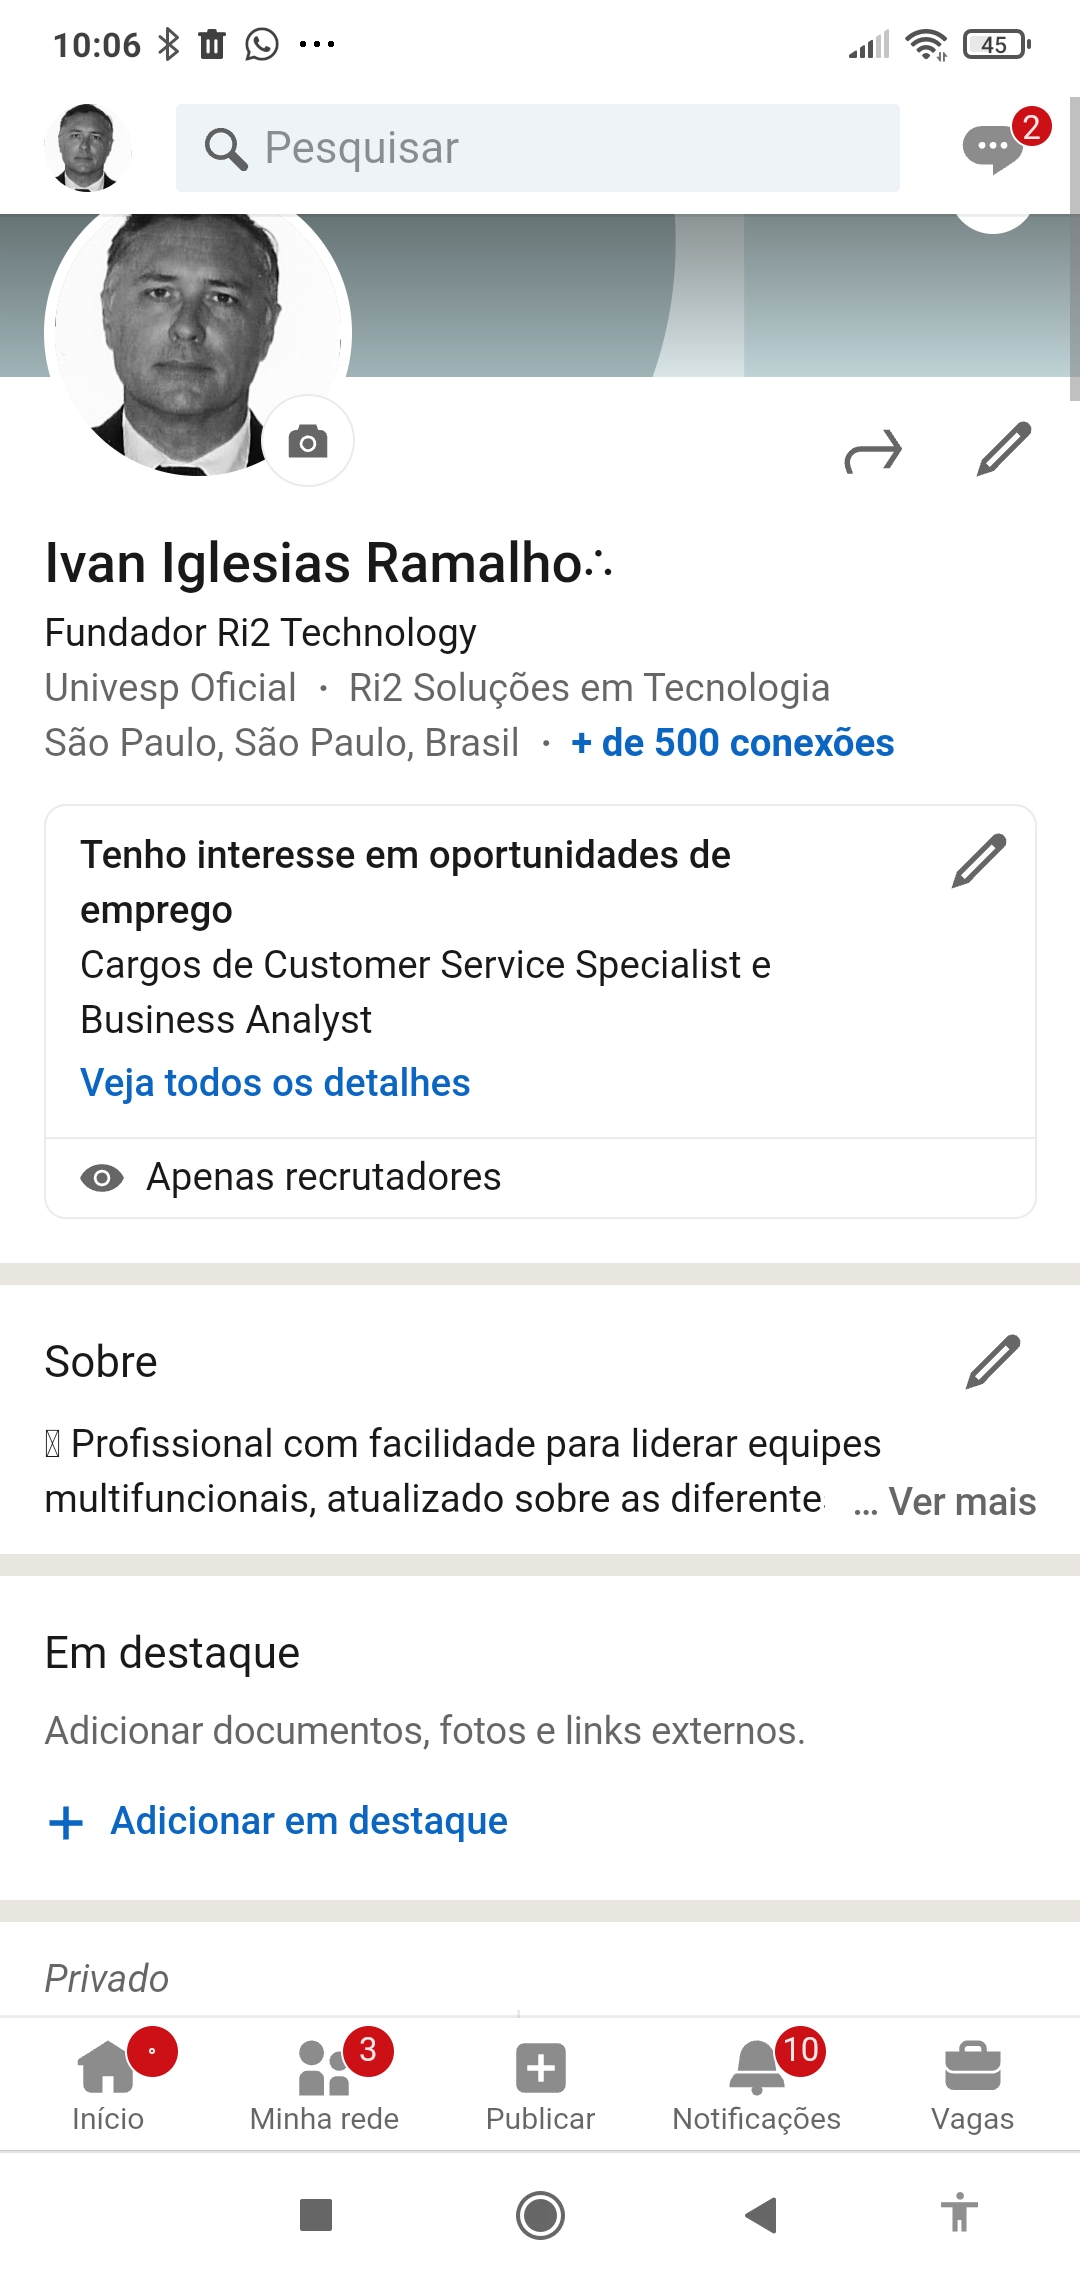 10:06
45
Pesquisar
2
Ivan Iglesias Ramalho∴
Fundador Ri2 Technology
Univesp Oficial • Ri2 Soluções em Tecnologia
São Paulo, São Paulo, Brasil • + de 500 conexões
Tenho interesse em oportunidades de
emprego
Cargos de Customer Service Specialist e
Business Analyst
Veja todos os detalhes
Apenas recrutadores
Sobre
Profissional com facilidade para liderar equipes
multifuncionais, atualizado sobre as diferente ... Ver mais
Em destaque
Adicionar documentos, fotos e links externos.
+ Adicionar em destaque
Privado
3
10
Início
Minha rede
Publicar
Notificações
Vagas